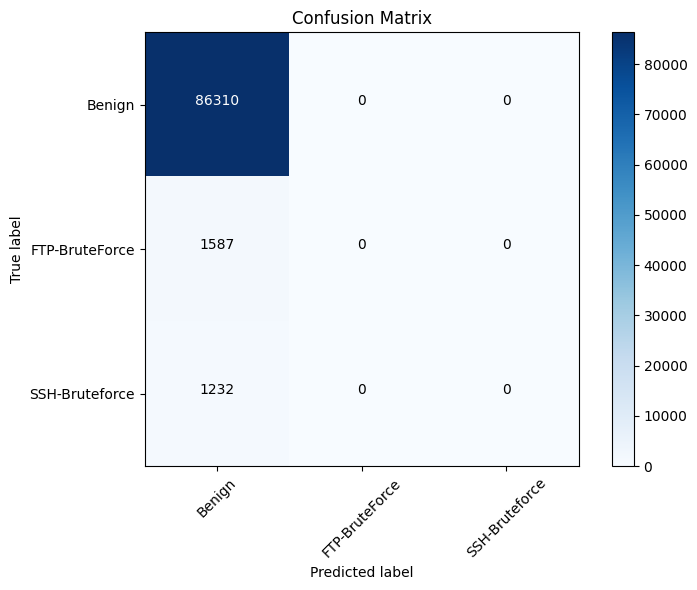 Confusion Matrix
True label
Benign
86310 0 0
FTP-BruteForce
1587 0 0
SSH-Bruteforce
1232 0 0
Benign
FTP-BruteForce
SSH-Bruteforce
Predicted label
80000
70000
60000
50000
40000
30000
20000
10000
0